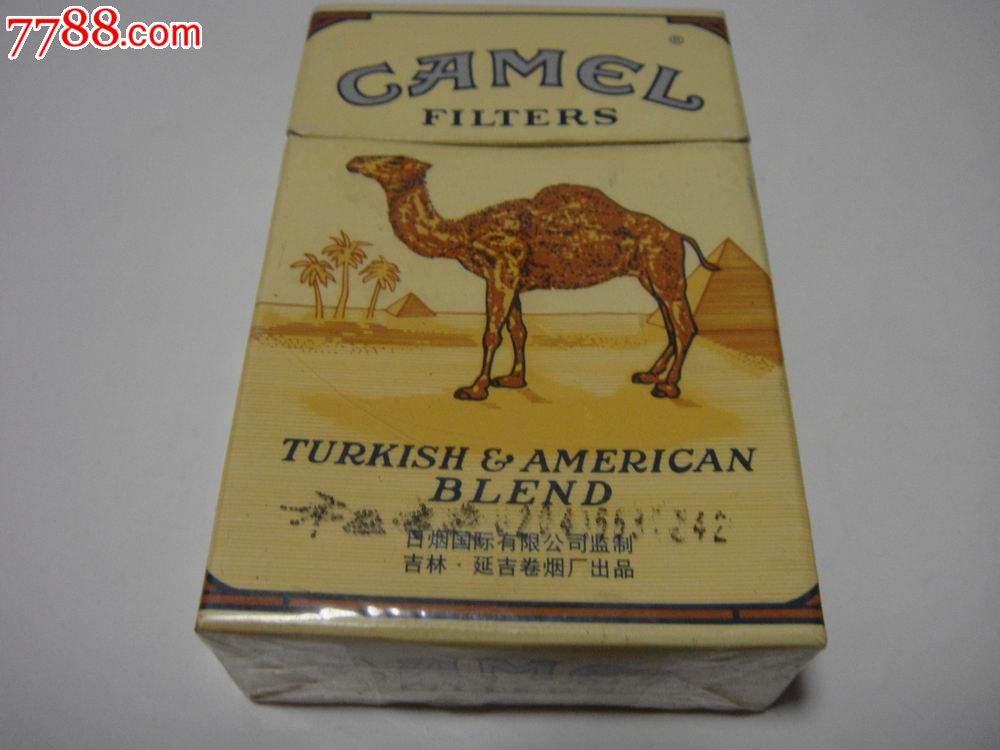 7788.com
CAMEL
®
FILTERS
TURKISH & AMERICAN
BLEND
日烟国际有限公司监制
吉林·延吉卷烟厂出品